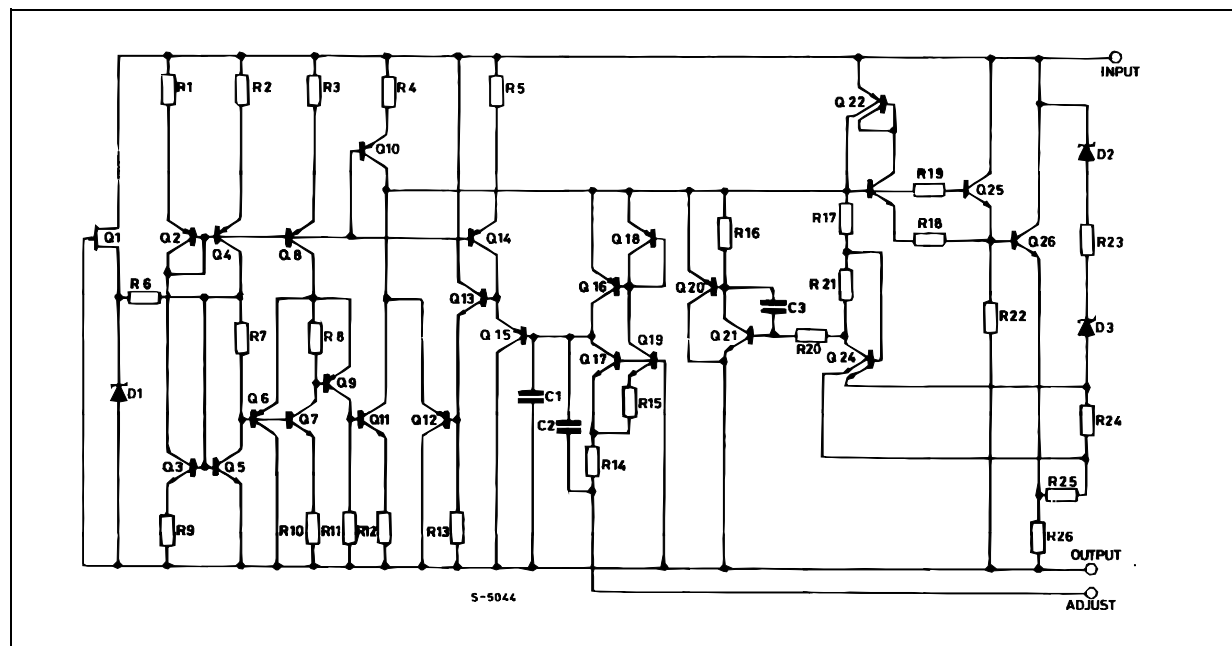 INPUT
R1
R2
R3
R4
R5
Q22
D2
Q10
R19
Q25
R17
R18
Q1
Q2
Q4
Q8
Q14
Q18
R16
Q26
R23
R6
Q13
Q16
Q20
C3
R21
R7
R8
Q15
Q19
Q21
R20
R22
D3
Q17
Q24
D1
Q6
Q9
Q7
Q11
Q12
C1
R15
C2
R24
Q3
Q5
R14
R25
R9
R10
R11
R12
R13
R26
OUTPUT
S-5044
ADJUST